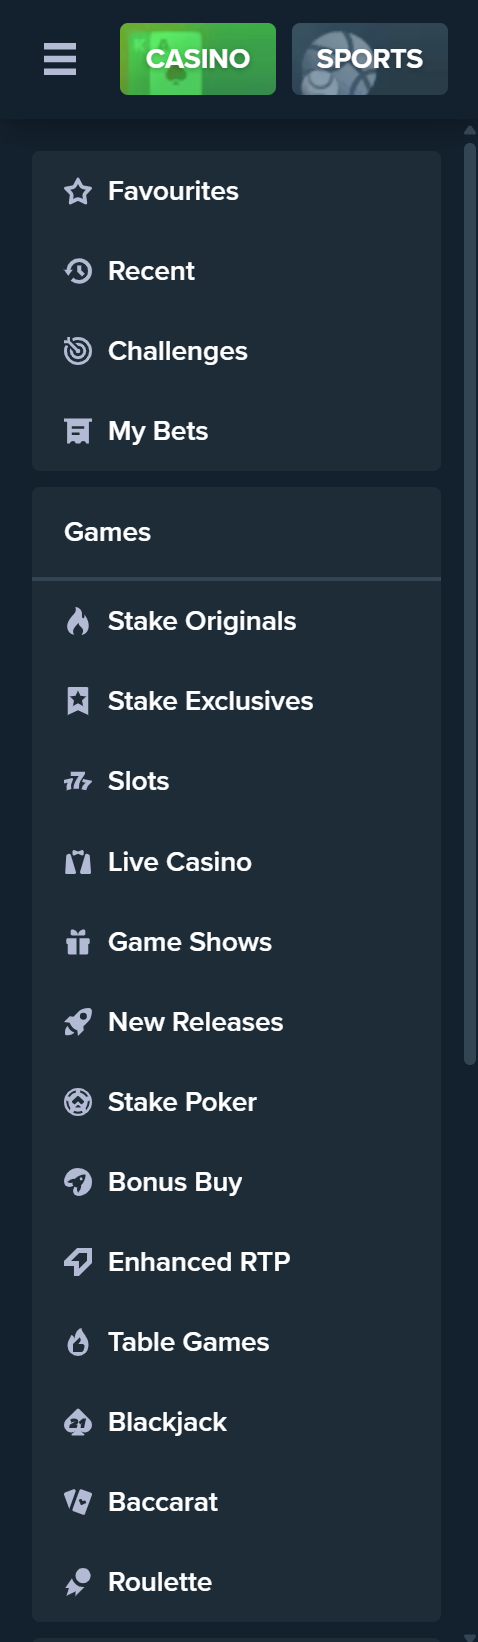 CASINO
SPORTS
Favourites
Recent
Challenges
My Bets
Games
Stake Originals
Stake Exclusives
Slots
Live Casino
Game Shows
New Releases
Stake Poker
Bonus Buy
Enhanced RTP
Table Games
21
Blackjack
Baccarat
Roulette